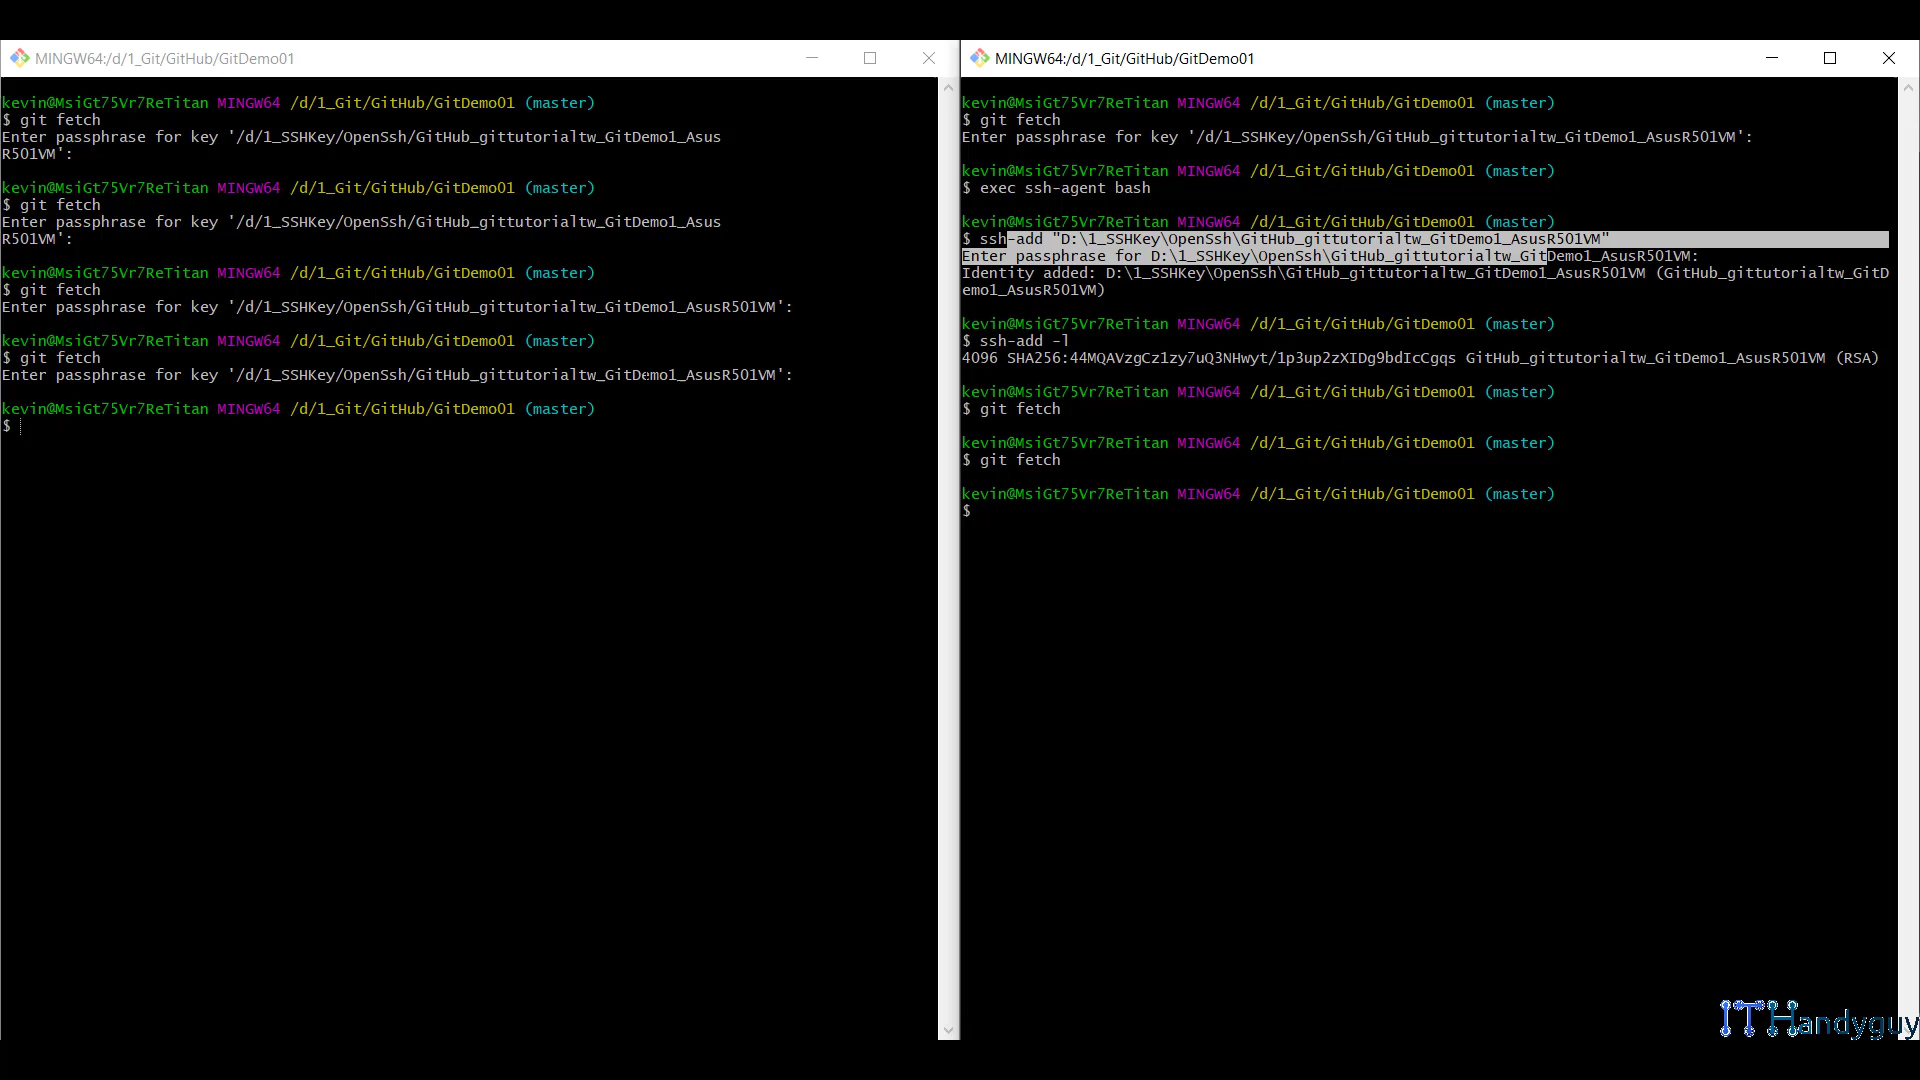 MINGW64:/d/1_Git/GitHub/GitDemo01
kevin@MsiGt75Vr7ReTitan MINGW64 /d/1_Git/GitHub/GitDemo01 (master)
$ git fetch
Enter passphrase for key '/d/1_SSHKey/OpenSsh/GitHub_gittutorialtw_GitDemo1_Asus
R501VM':
kevin@MsiGt75Vr7ReTitan MINGW64 /d/1_Git/GitHub/GitDemo01 (master)
$ git fetch
Enter passphrase for key '/d/1_SSHKey/OpenSsh/GitHub_gittutorialtw_GitDemo1_Asus
R501VM':
kevin@MsiGt75Vr7ReTitan MINGW64 /d/1_Git/GitHub/GitDemo01 (master)
$ git fetch
Enter passphrase for key '/d/1_SSHKey/OpenSsh/GitHub_gittutorialtw_GitDemo1_AsusR501VM':
kevin@MsiGt75Vr7ReTitan MINGW64 /d/1_Git/GitHub/GitDemo01 (master)
$ git fetch
Enter passphrase for key '/d/1_SSHKey/OpenSsh/GitHub_gittutorialtw_GitDemo1_AsusR501VM':
kevin@MsiGt75Vr7ReTitan MINGW64 /d/1_Git/GitHub/GitDemo01 (master)
$
MINGW64:/d/1_Git/GitHub/GitDemo01
kevin@MsiGt75Vr7ReTitan MINGW64 /d/1_Git/GitHub/GitDemo01 (master)
$ git fetch
Enter passphrase for key '/d/1_SSHKey/OpenSsh/GitHub_gittutorialtw_GitDemo1_AsusR501VM':
kevin@MsiGt75Vr7ReTitan MINGW64 /d/1_Git/GitHub/GitDemo01 (master)
$ exec ssh-agent bash
kevin@MsiGt75Vr7ReTitan MINGW64 /d/1_Git/GitHub/GitDemo01 (master)
$ ssh-add "D:\1_SSHKey\OpenSsh\GitHub_gittutorialtw_GitDemo1_AsusR501VM"
Enter passphrase for D:\1_SSHKey\OpenSsh\GitHub_gittutorialtw_GitDemo1_AsusR501VM:
Identity added: D:\1_SSHKey\OpenSsh\GitHub_gittutorialtw_GitDemo1_AsusR501VM (GitHub_gittutorialtw_GitD
emo1_AsusR501VM)
kevin@MsiGt75Vr7ReTitan MINGW64 /d/1_Git/GitHub/GitDemo01 (master)
$ ssh-add -l
4096 SHA256:44MQAVzgCz1zy7uQ3NHwyt/1p3up2zXIDg9bdIcCgqs GitHub_gittutorialtw_GitDemo1_AsusR501VM (RSA)
kevin@MsiGt75Vr7ReTitan MINGW64 /d/1_Git/GitHub/GitDemo01 (master)
$ git fetch
kevin@MsiGt75Vr7ReTitan MINGW64 /d/1_Git/GitHub/GitDemo01 (master)
$ git fetch
kevin@MsiGt75Vr7ReTitan MINGW64 /d/1_Git/GitHub/GitDemo01 (master)
$
ITHandyguy